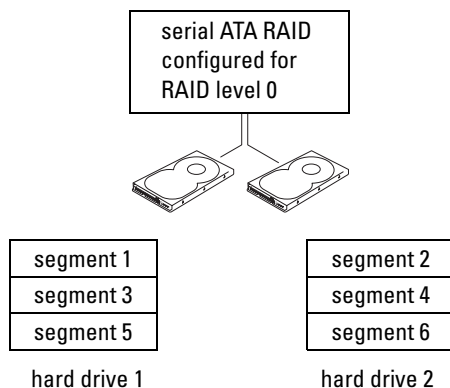 serial ATA RAID
configured for
RAID level 0
segment 1
segment 3
segment 5
hard drive 1
segment 2
segment 4
segment 6
hard drive 2